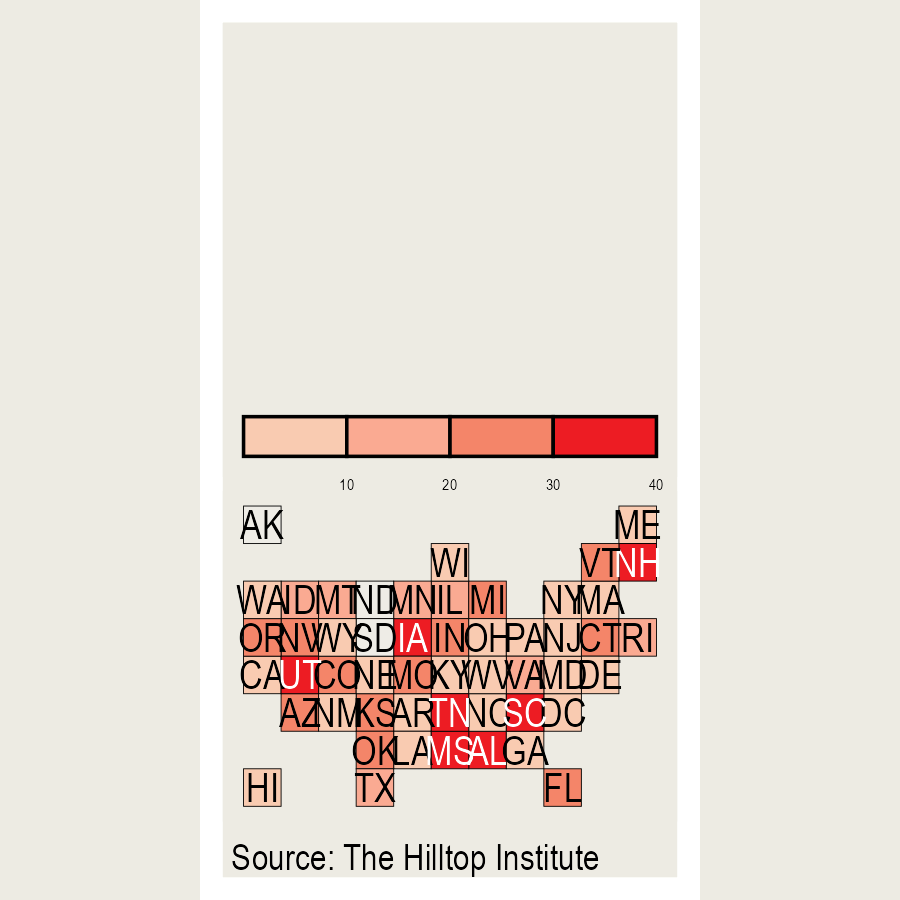 10 20 30 40
AK ME
WI VT NH
WA ID MT ND MN IL MI NY MA
OR NV WY SD IA IN OH PA NJ CT RI
CA UT CO NE MO KY WV VA MD DE
AZ NM KS AR TN NC SC DC
OK LA MS AL GA
HI TX FL
Source: The Hilltop Institute